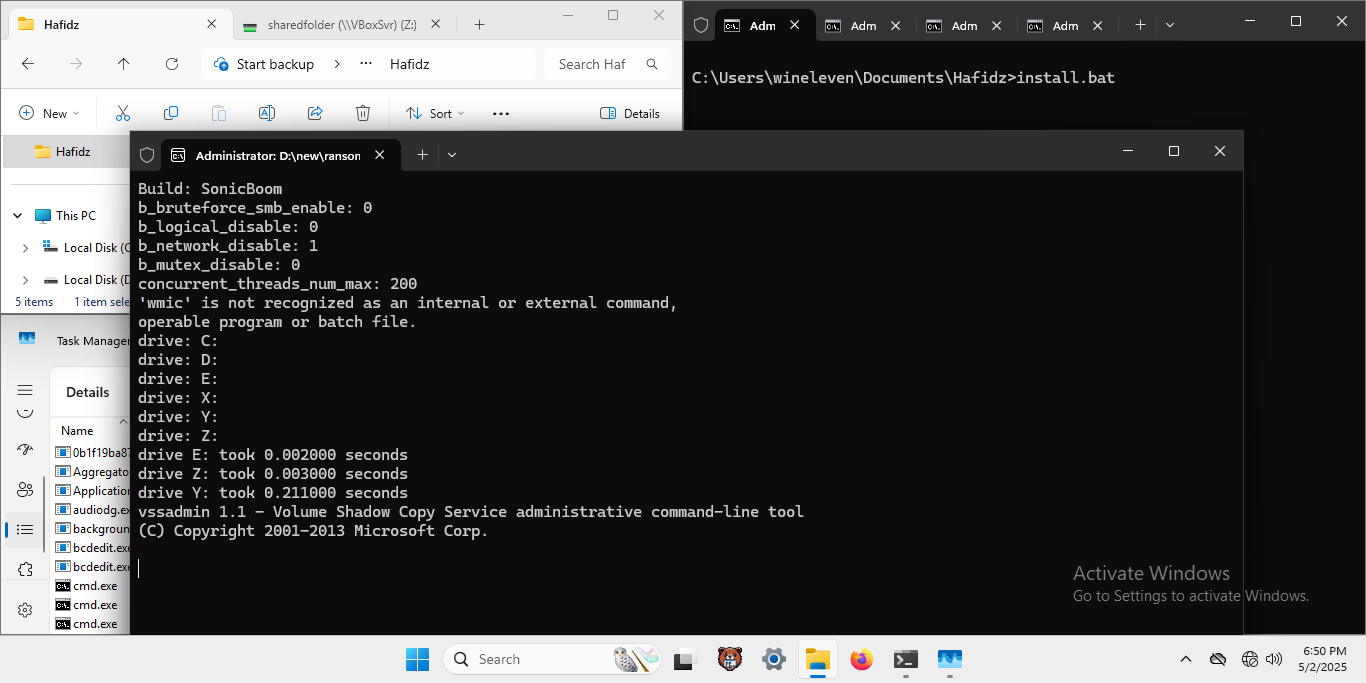 Hafidz
sharedfolder (\\VBoxSvr) (Z:)
Start backup
Hafidz
Search Haf
New
Sort
Details
Hafidz
This PC
Local Disk (C
Local Disk (D
5 items 1 item sele
Adm
Adm
Adm
Adm
C:\Users\wineleven\Documents\Hafidz>install.bat
Administrator: D:\new\ranson
Build: SonicBoom
b_bruteforce_smb_enable: 0
b_logical_disable: 0
b_network_disable: 1
b_mutex_disable: 0
concurrent_threads_num_max: 200
'wmic' is not recognized as an internal or external command,
operable program or batch file.
drive: C:
drive: D:
drive: E:
drive: X:
drive: Y:
drive: Z:
drive E: took 0.002000 seconds
drive Z: took 0.003000 seconds
drive Y: took 0.211000 seconds
vssadmin 1.1 - Volume Shadow Copy Service administrative command-line tool
(C) Copyright 2001-2013 Microsoft Corp.
Task Manager
Details
Name
0b1f19ba87
Aggregato
Application
audiodg.exe
background
bcdedit.exe
bcdedit.exe
cmd.exe
cmd.exe
cmd.exe
Activate Windows
Go to Settings to activate Windows.
Search
6:50 PM
5/2/2025